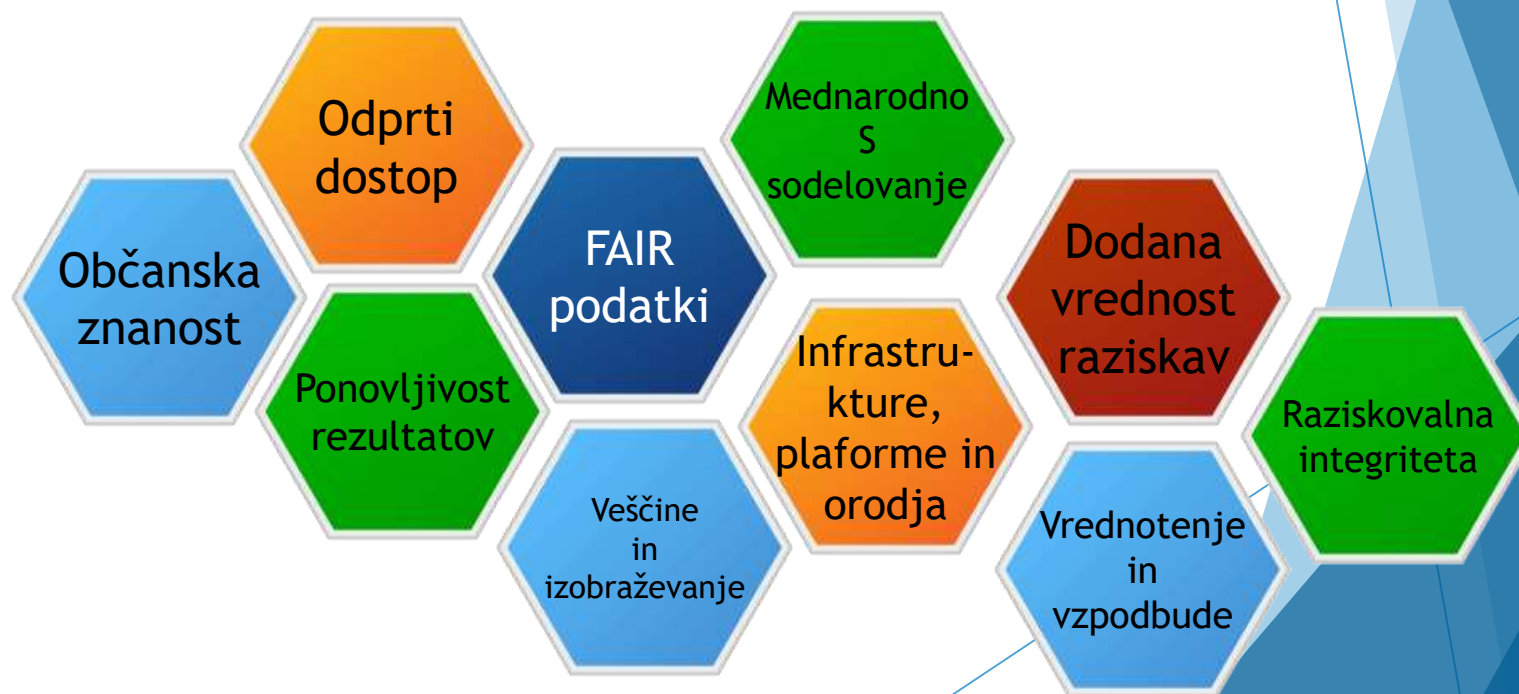 Občanska
znanost
Odprti
dostop
Ponovljivost
rezultatov
FAIR
podatki
Veščine
in
izobraževanje
Mednarodno
S
sodelovanje
Infrastru-
kture,
plaforme in
orodja
Dodana
vrednost
raziskav
Vrednotenje
in
vzpodbude
Raziskovalna
integriteta